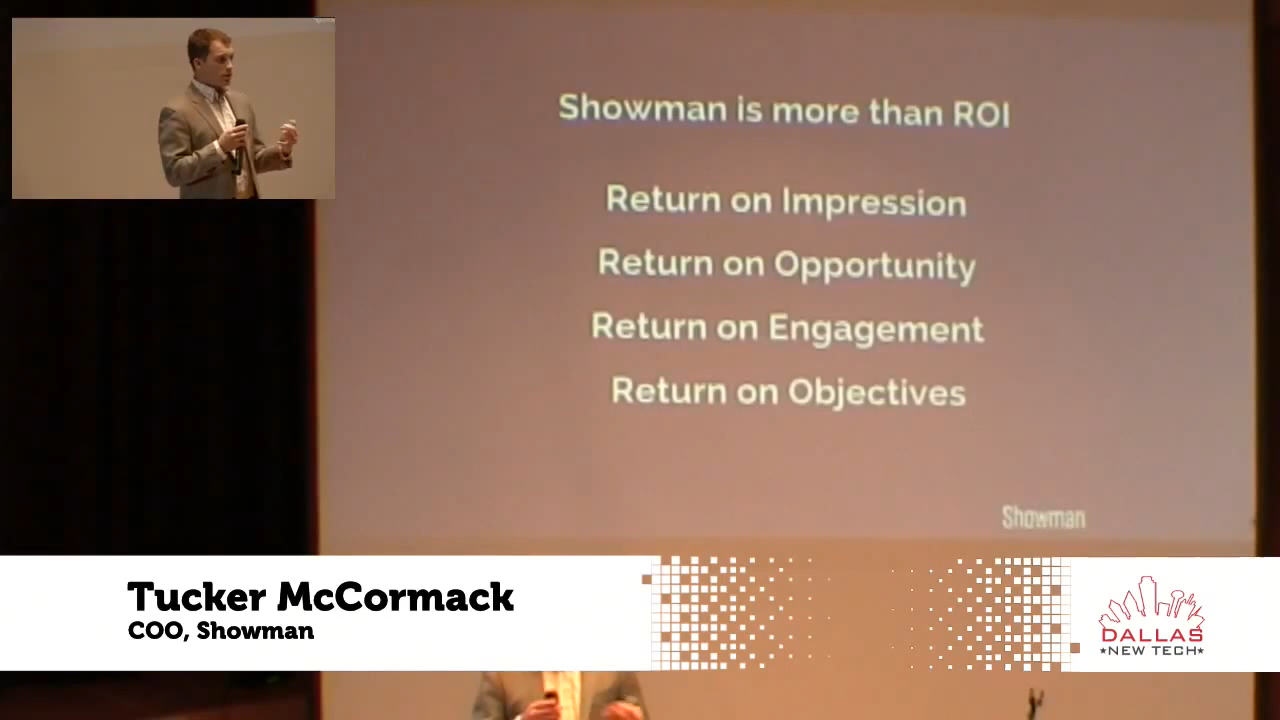 Showman is more than ROI
Return on Impression
Return on Opportunity
Return on Engagement
Return on Objectives
Showman
Tucker McCormack
COO, Showman
DALLAS
★NEW TECH★